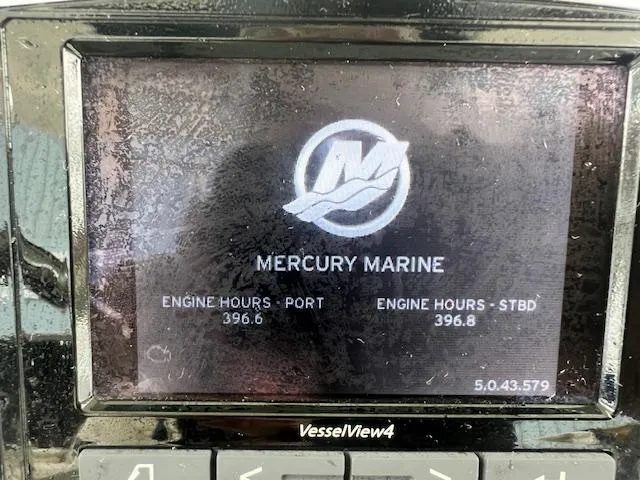 M
MERCURY MARINE
ENGINE HOURS - PORT
396.6
ENGINE HOURS - STBD
396.8
5.0.43.579
VesselView4